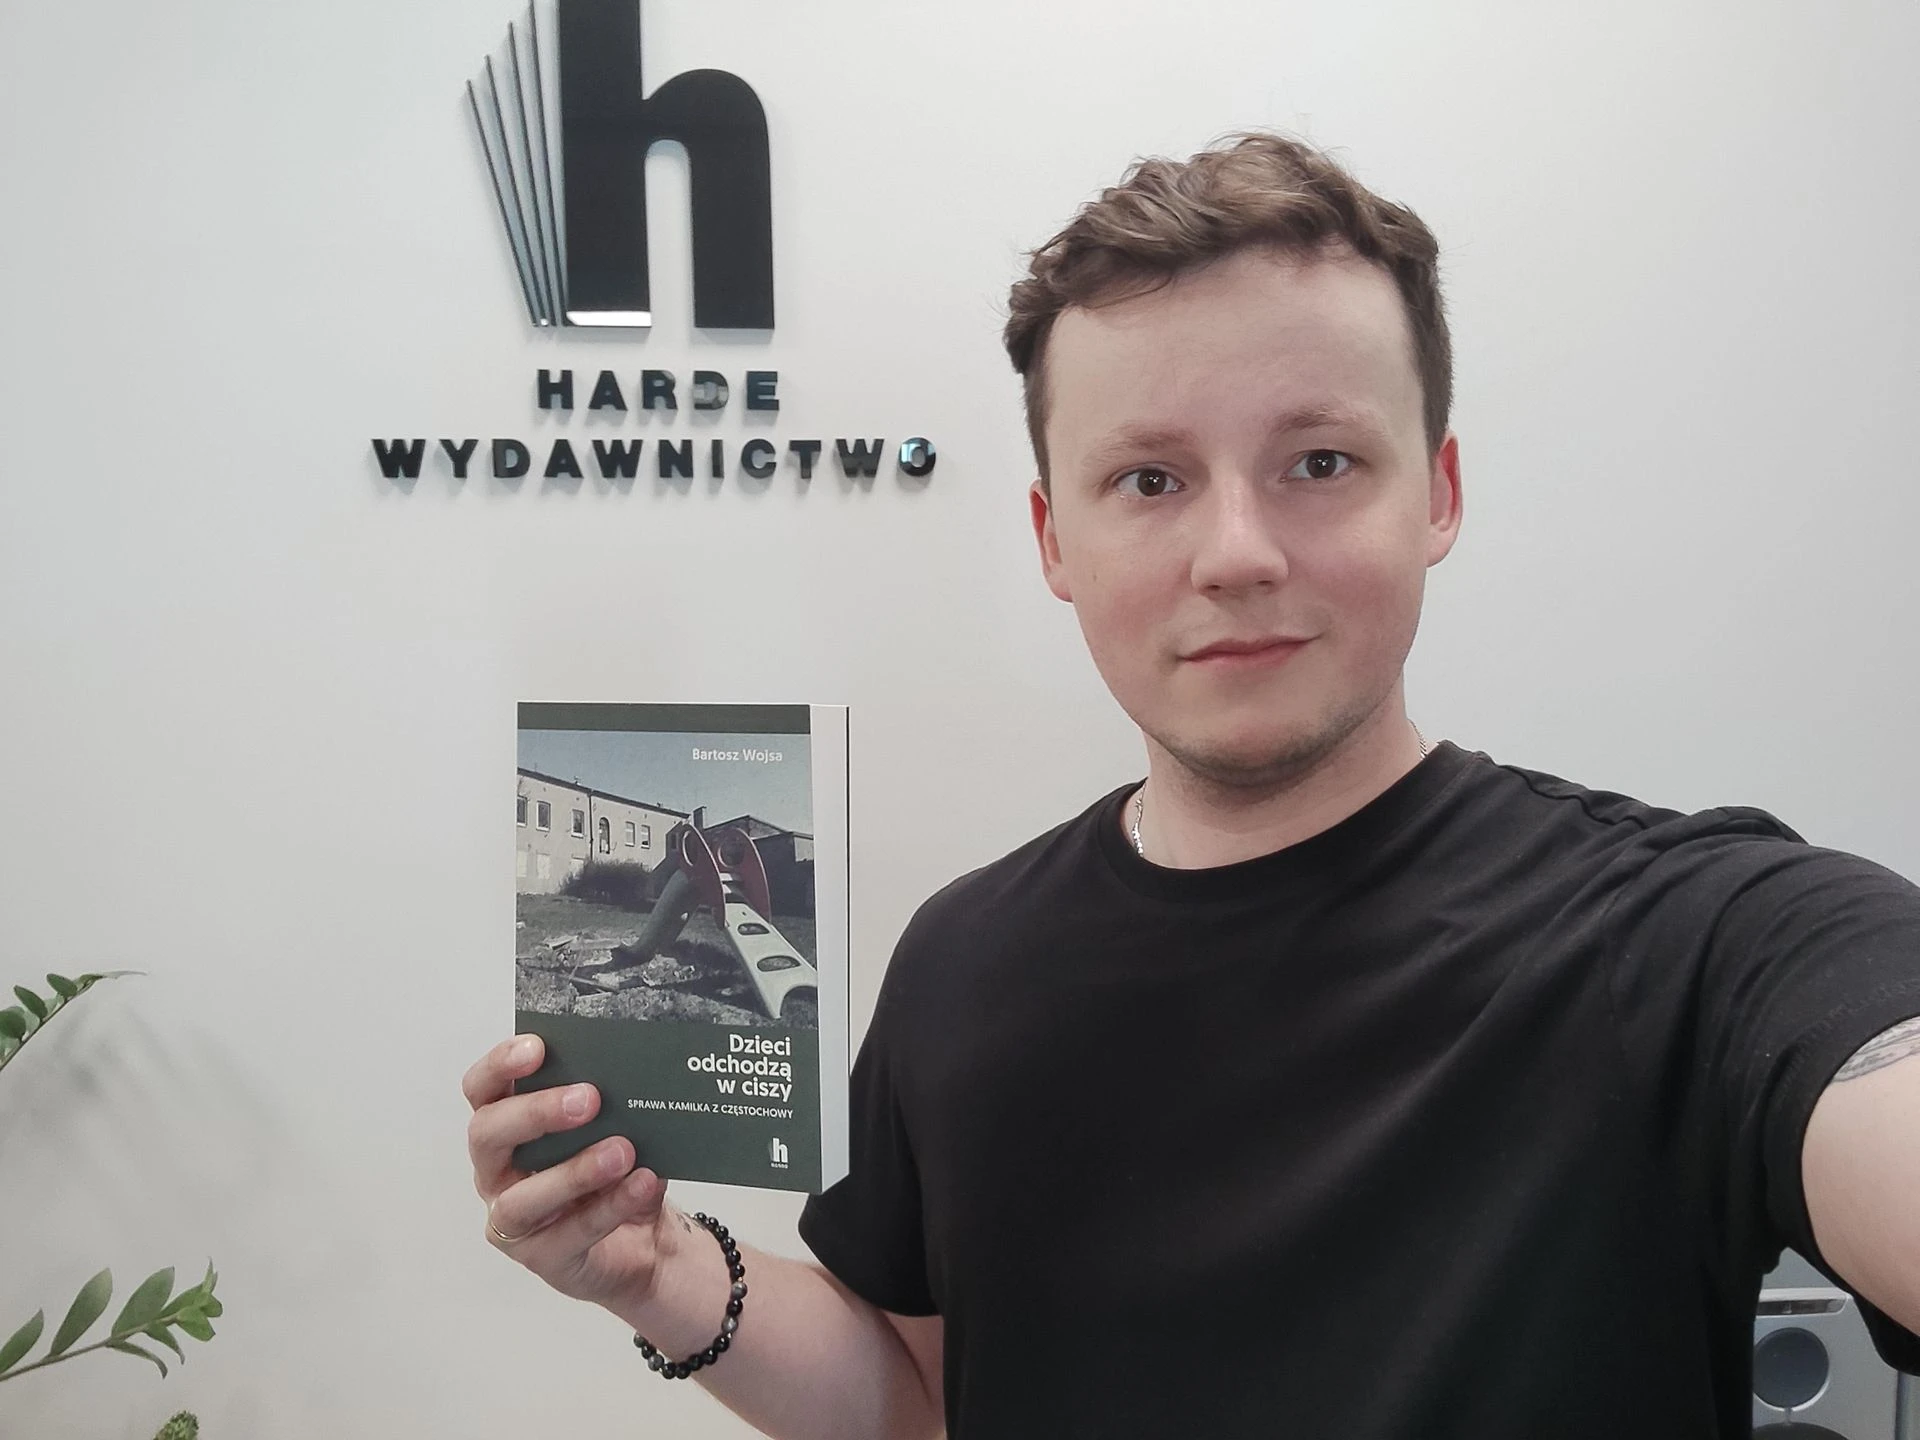 h
HARDE
WYDAWNICTWO
Bartosz Wojsa
Dzieci
odchodzą
w ciszy
SPRAWA KAMILKA Z CZĘSTOCHOWY
h